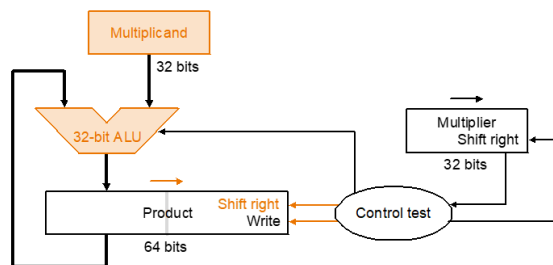 Multiplicand
32 bits
32-bit ALU
Multiplier
Shift right
32 bits
Product
Shift right
Write
Control test
64 bits